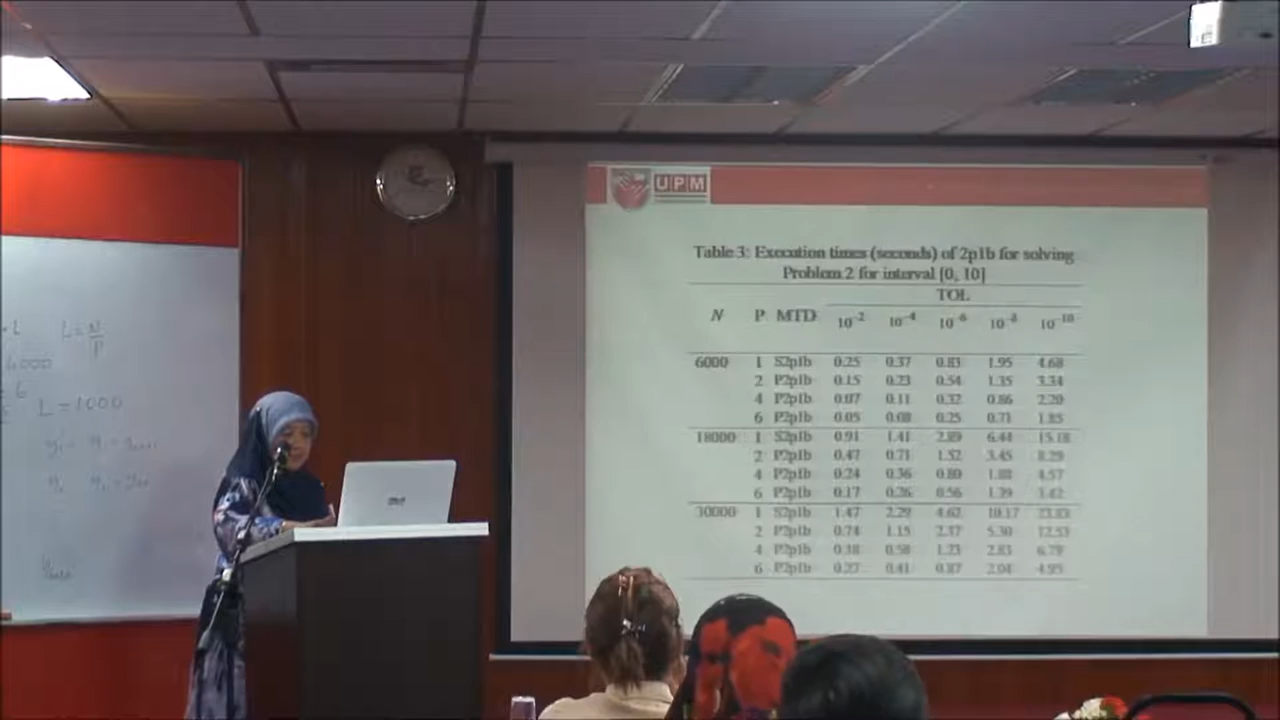 UPM
Table 3: Execution times (seconds) of 2p1b for solving
Problem 2 for interval [0, 10]
TOL
N P MTD 10⁻² 10⁻⁴ 10⁻⁶ 10⁻⁸ 10⁻¹⁰
6000 1 S2p1b 0.25 0.37 0.83 1.95 4.68
2 P2p1b 0.15 0.23 0.54 1.35 3.34
4 P2p1b 0.07 0.11 0.32 0.86 2.20
6 P2p1b 0.05 0.08 0.25 0.71 1.85
18000 1 S2p1b 0.91 1.41 2.89 6.44 15.18
2 P2p1b 0.47 0.71 1.52 3.45 8.29
4 P2p1b 0.24 0.36 0.80 1.88 4.57
6 P2p1b 0.17 0.26 0.56 1.39 3.42
30000 1 S2p1b 1.47 2.29 4.62 10.17
2 P2p1b 0.74 1.15 2.37 5.30 12.53
4 P2p1b 0.38 0.58 1.23 2.83 6.79
6 P2p1b 0.27 0.41 0.87 2.04 4.95
L = N
P
4000
6
L = 1000